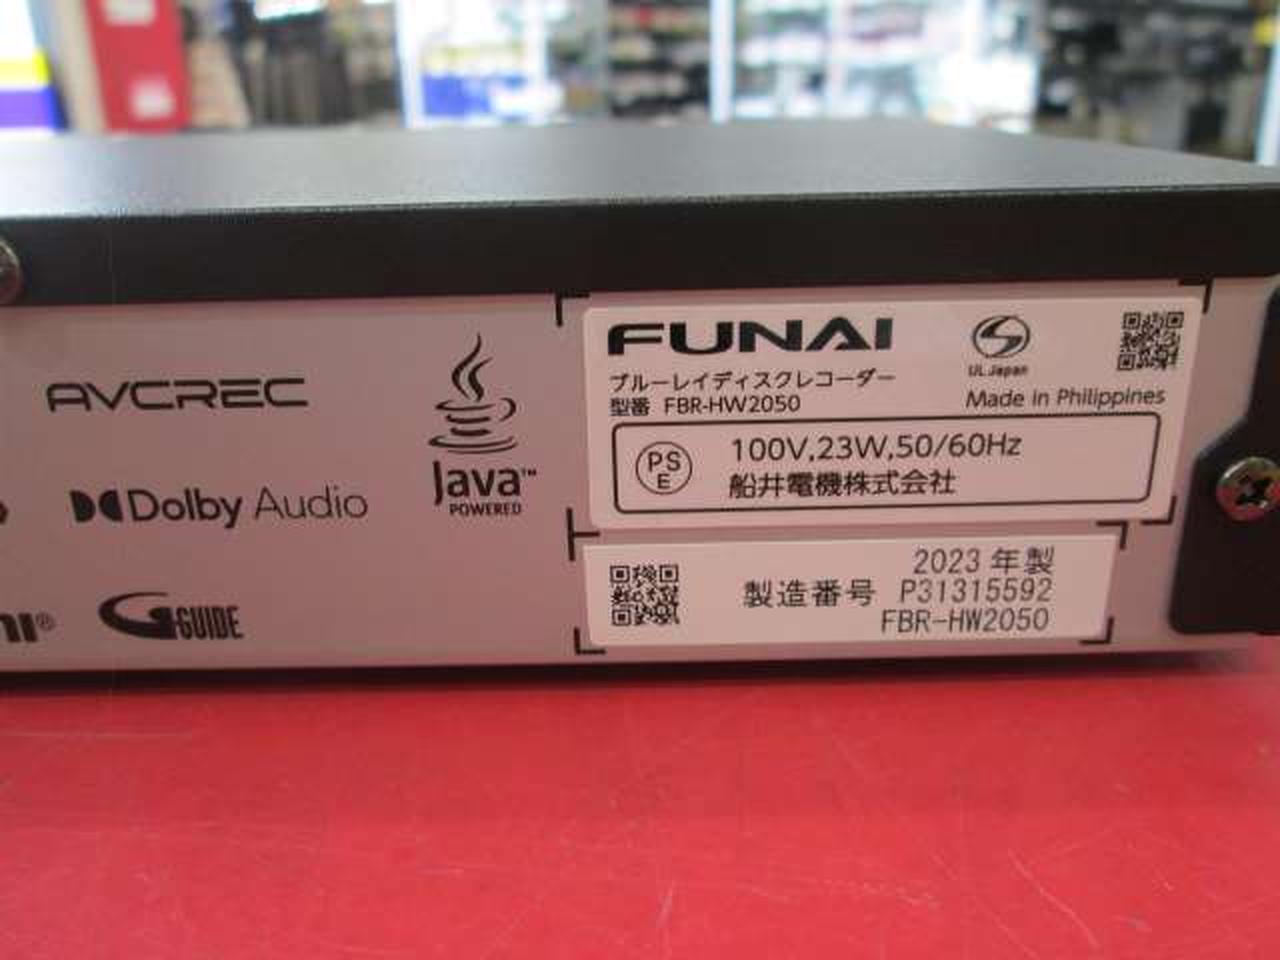 AVCREC
Java™
POWERED
Dolby Audio
G-GUIDE
FUNAI
UL Japan
ブルーレイディスクレコーダー
型番 FBR-HW2050
Made in Philippines
PS
E
100V,23W,50/60Hz
船井電機株式会社
2023 年製
製造番号 P31315592
FBR-HW2050